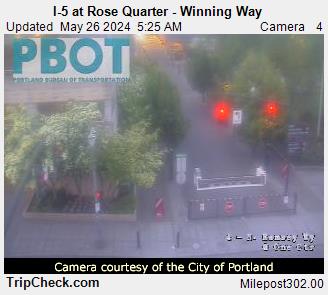 I-5 at Rose Quarter - Winning Way
Updated May 26 2024 5:25 AM Camera 4
PBOT
PORTLAND BUREAU OF TRANSPORTATION
Camera courtesy of the City of Portland
TripCheck.com Milepost302.00